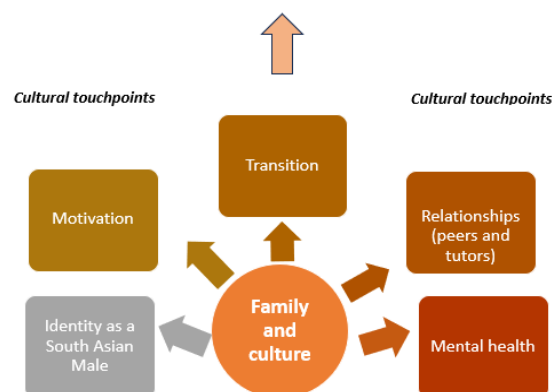 Cultural touchpoints
Cultural touchpoints
Transition
Motivation
Relationships
(peers and
tutors)
Family
and
culture
Identity as a
South Asian
Male
Mental health